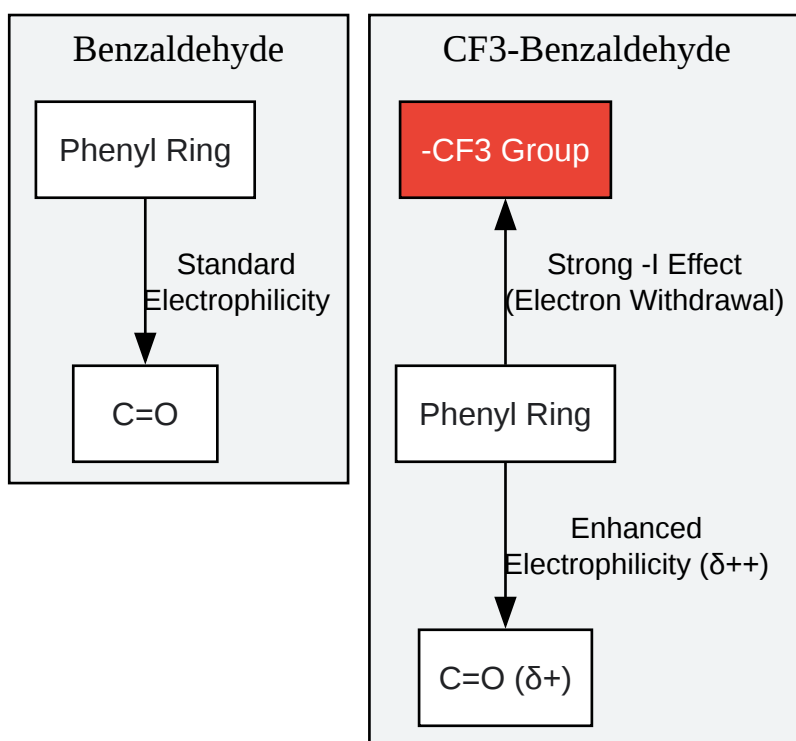 Benzaldehyde
Phenyl Ring
Standard
Electrophilicity
C=O
CF3-Benzaldehyde
-CF3 Group
Strong -I Effect
(Electron Withdrawal)
Phenyl Ring
Enhanced
Electrophilicity (δ++)
C=O (δ+)